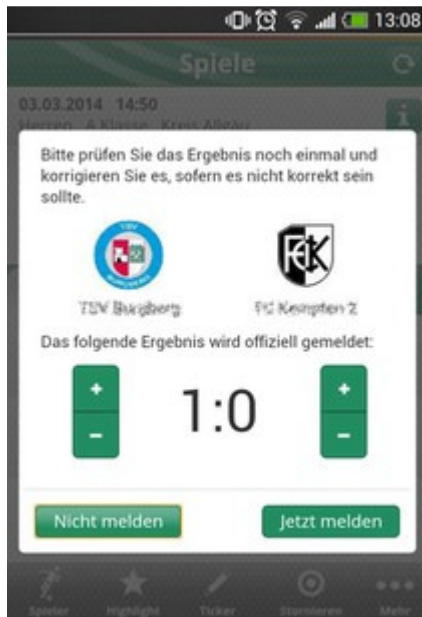 13:08
Spiele
03.03.2014 14:50
Herren, A Klasse, Kreis Allgäu
Bitte prüfen Sie das Ergebnis noch einmal und
korrigieren Sie es, sofern es nicht korrekt sein
sollte.
TSV
TSV Burgberg FC Kempten 2
Das folgende Ergebnis wird offiziell gemeldet:
+ 1:0 +
- -
Nicht melden Jetzt melden
Spieler Highlight Ticker Stornieren Mehr